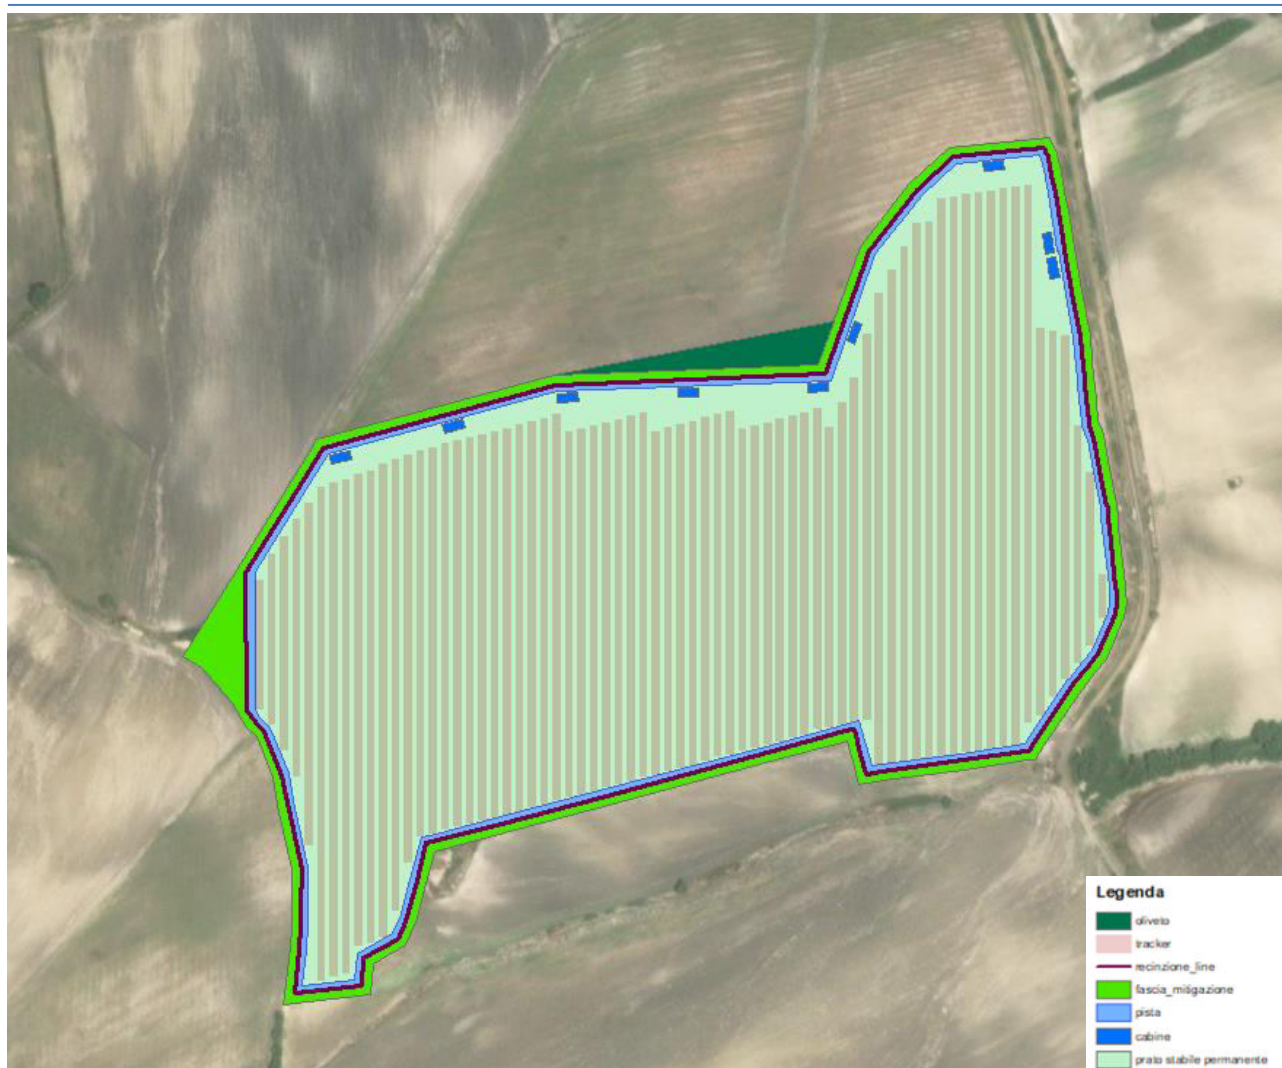 Legenda
oliveto
tracker
recinzione_line
fascia_mitigazione
pista
cabine
prato stabile permanente